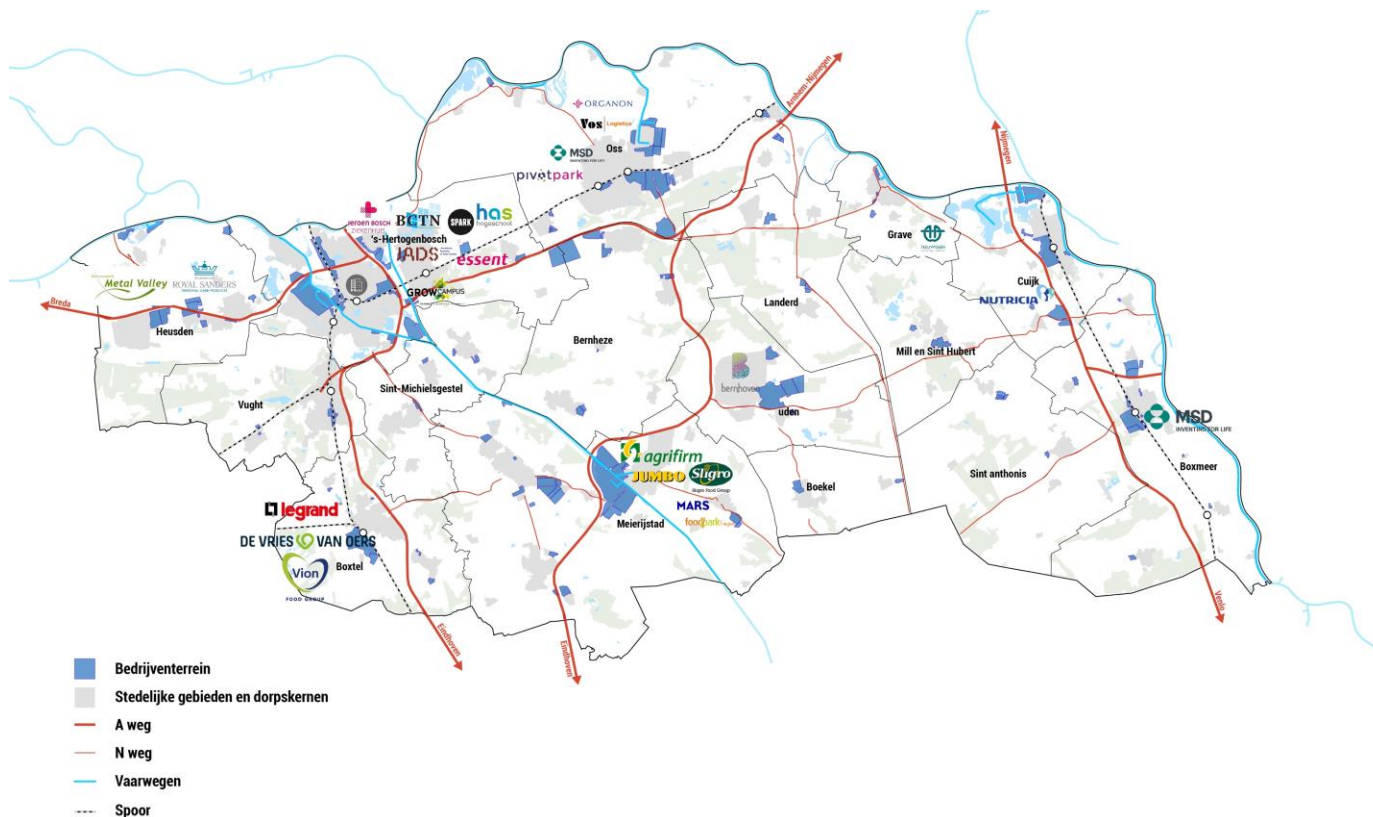 Arnhem-Nijmegen
Nijmegen
ORGANON
Vos Logistics
Oss
MSD
INVENTING FOR LIFE
pivotpark
JEROEN BOSCH
ZIEKENHUIS
BCTN
SPARK
has
hogeschool
's-Hertogenbosch
JADS
essent
GROWCAMPUS
Grave
Cuijk
NUTRICIA
Metal Valley
ROYAL SANDERS
Breda
Heusden
Landerd
Bernheze
Mill en Sint Hubert
Sint-Michielsgestel
Vught
bernhoven
uden
MSD
INVENTING FOR LIFE
Boxmeer
Sint anthonis
Boekel
agrifirm
JUMBO
Sligro
Sligro Food Group
MARS
foodpark
Meierijstad
legrand
DE VRIES VAN OERS
Vion
FOOD GROUP
Boxtel
Eindhoven
Eindhoven
Venlo
Bedrijventerrein
Stedelijke gebieden en dorpskernen
A weg
N weg
Vaarwegen
Spoor